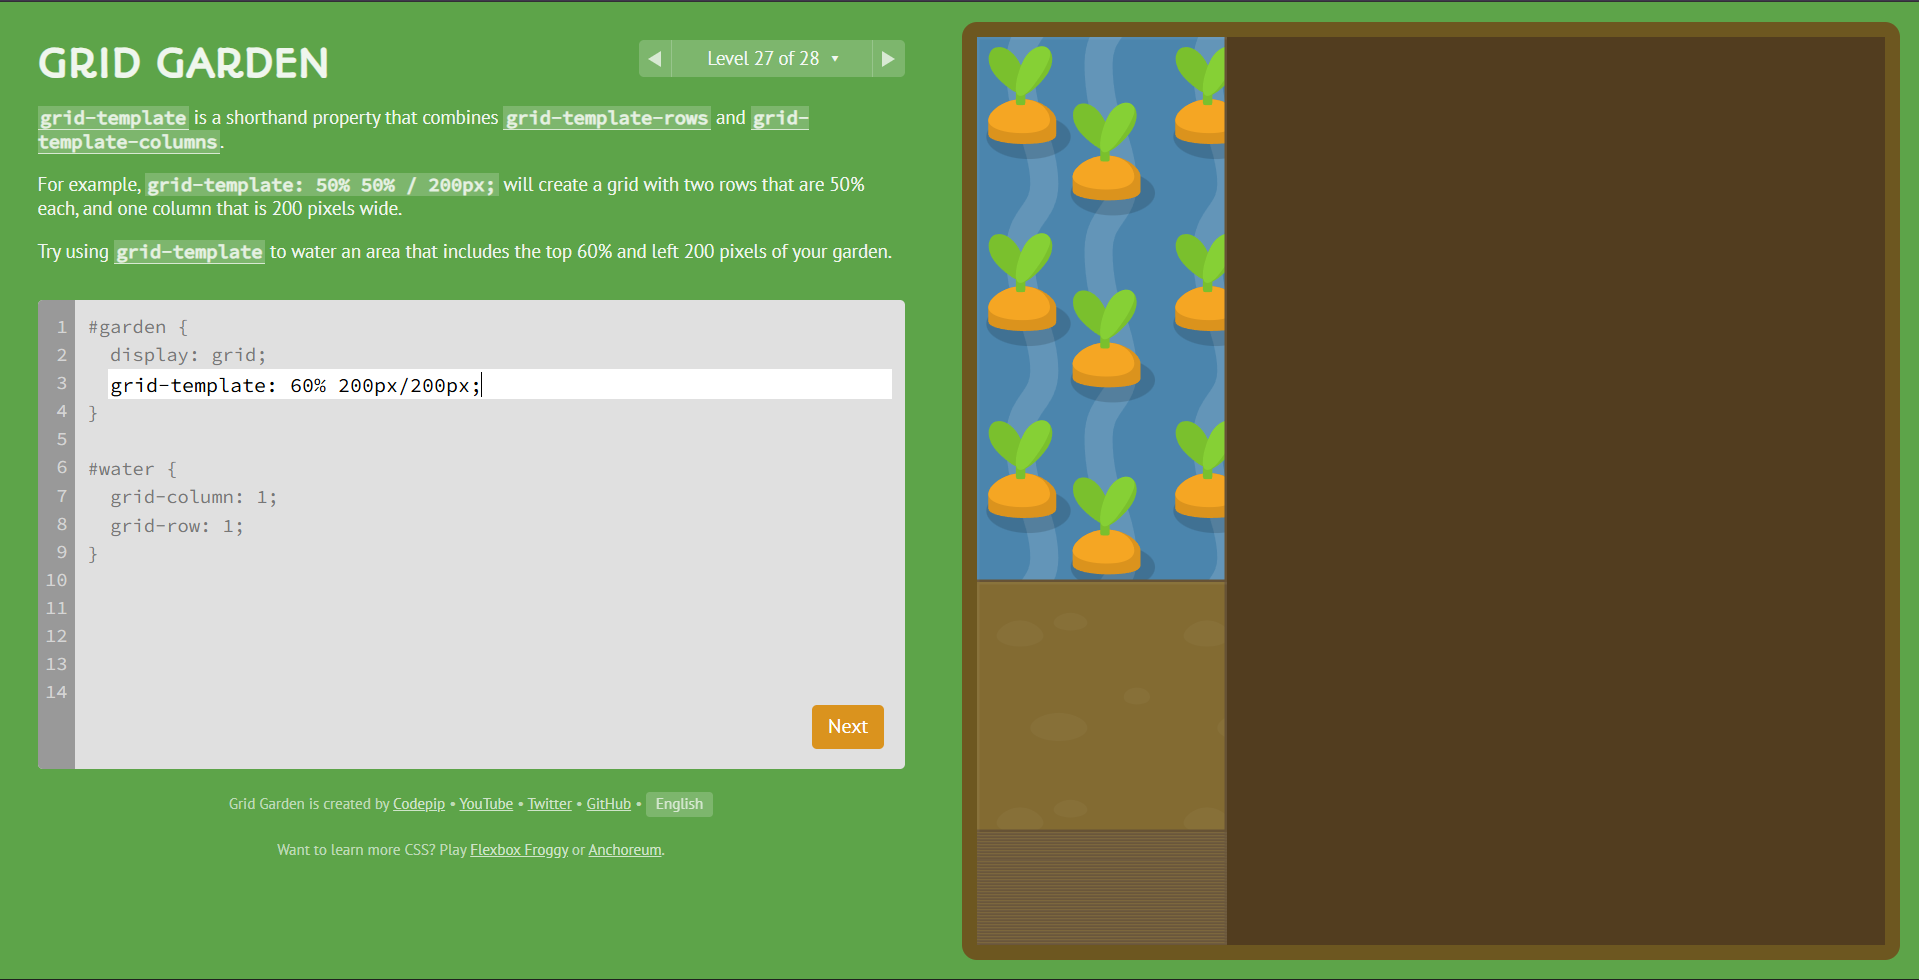 GRID GARDEN
◀ Level 27 of 28 ▼ ▶
grid-template is a shorthand property that combines grid-template-rows and grid-
template-columns.
For example, grid-template: 50% 50% / 200px; will create a grid with two rows that are 50%
each, and one column that is 200 pixels wide.
Try using grid-template to water an area that includes the top 60% and left 200 pixels of your garden.
1 #garden {
2 display: grid;
3 grid-template: 60% 200px/200px;
4 }
5
6 #water {
7 grid-column: 1;
8 grid-row: 1;
9 }
10
11
12
13
14
Next
Grid Garden is created by Codepip • YouTube • Twitter • GitHub • English
Want to learn more CSS? Play Flexbox Froggy or Anchoreum.